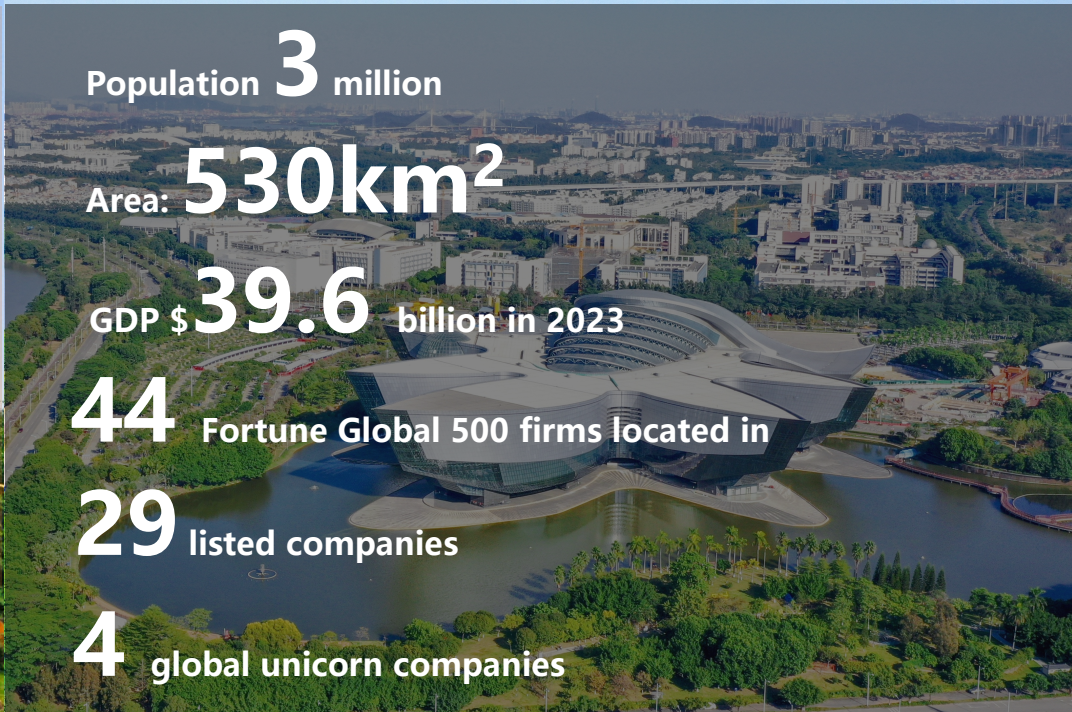 Population 3 million
Area: 530km²
GDP $39.6 billion in 2023
44 Fortune Global 500 firms located in
29 listed companies
4 global unicorn companies